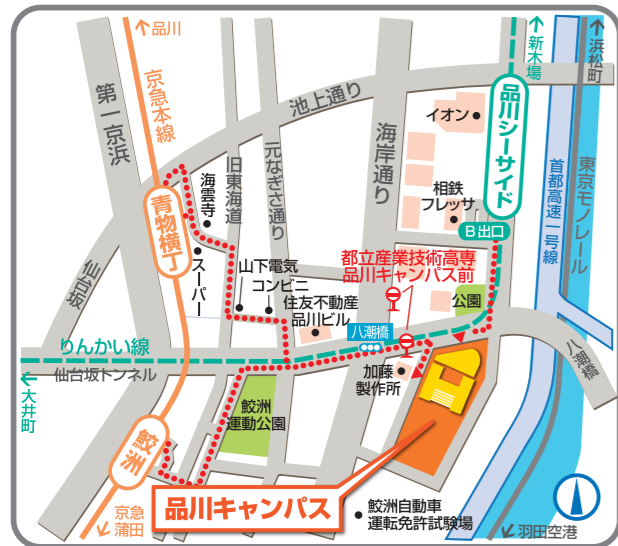 品川
京急本線
第一京浜
池上通り
新木場
浜松町
品川シーサイド
イオン
海岸通り
元なぎさ通り
旧東海道
海雲寺
相鉄
フレッサ
B出口
首都高速一号線
東京モノレール
青物横丁
スーパー
仙台坂
山下電気
コンビニ
都立産業技術高専
品川キャンパス前
住友不動産
品川ビル
公園
八潮橋
りんかい線
仙台坂トンネル
大井町
加藤
製作所
八潮橋
鮫洲
運動公園
鮫洲
品川キャンパス
鮫洲自動車
運転免許試験場
京急
蒲田
羽田空港